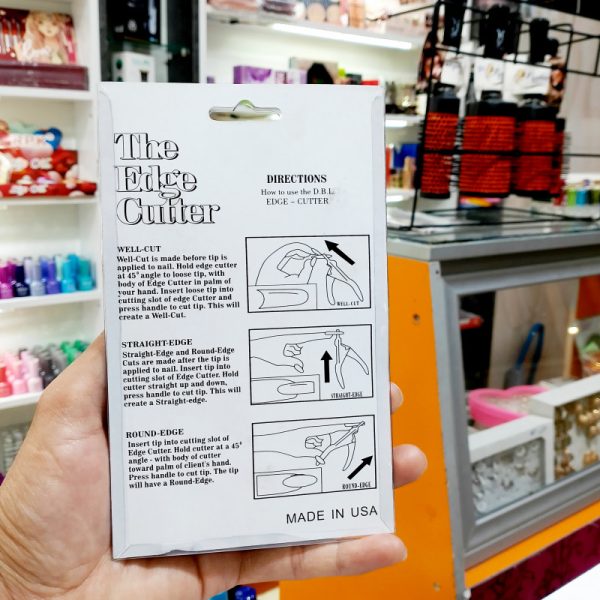 The
Edge
Cutter
DIRECTIONS
How to use the D.B.L.
EDGE – CUTTER
WELL-CUT
Well-Cut is made before tip is
applied to nail. Hold edge cutter
at 45° angle to loose tip, with
body of Edge Cutter in palm of
your hand. Insert loose tip into
cutting slot of edge Cutter and
press handle to cut tip. This will
create a Well-Cut.
WELL-CUT
STRAIGHT-EDGE
Straight-Edge and Round-Edge
Cuts are made after the tip is
applied to nail. Insert tip into
cutting slot of Edge Cutter. Hold
cutter straight up and down,
press handle to cut tip. This will
create a Straight-edge.
STRAIGHT-EDGE
ROUND-EDGE
Insert tip into cutting slot of
Edge Cutter. Hold cutter at a 45°
angle - with body of cutter
toward palm of client's hand.
Press handle to cut tip. The tip
will have a Round-Edge.
ROUND-EDGE
MADE IN USA